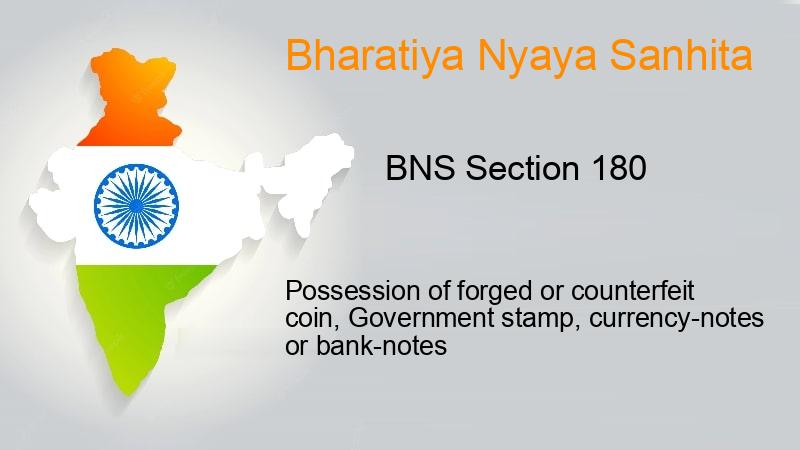 Bharatiya Nyaya Sanhita
BNS Section 180
Possession of forged or counterfeit
coin, Government stamp, currency-notes
or bank-notes